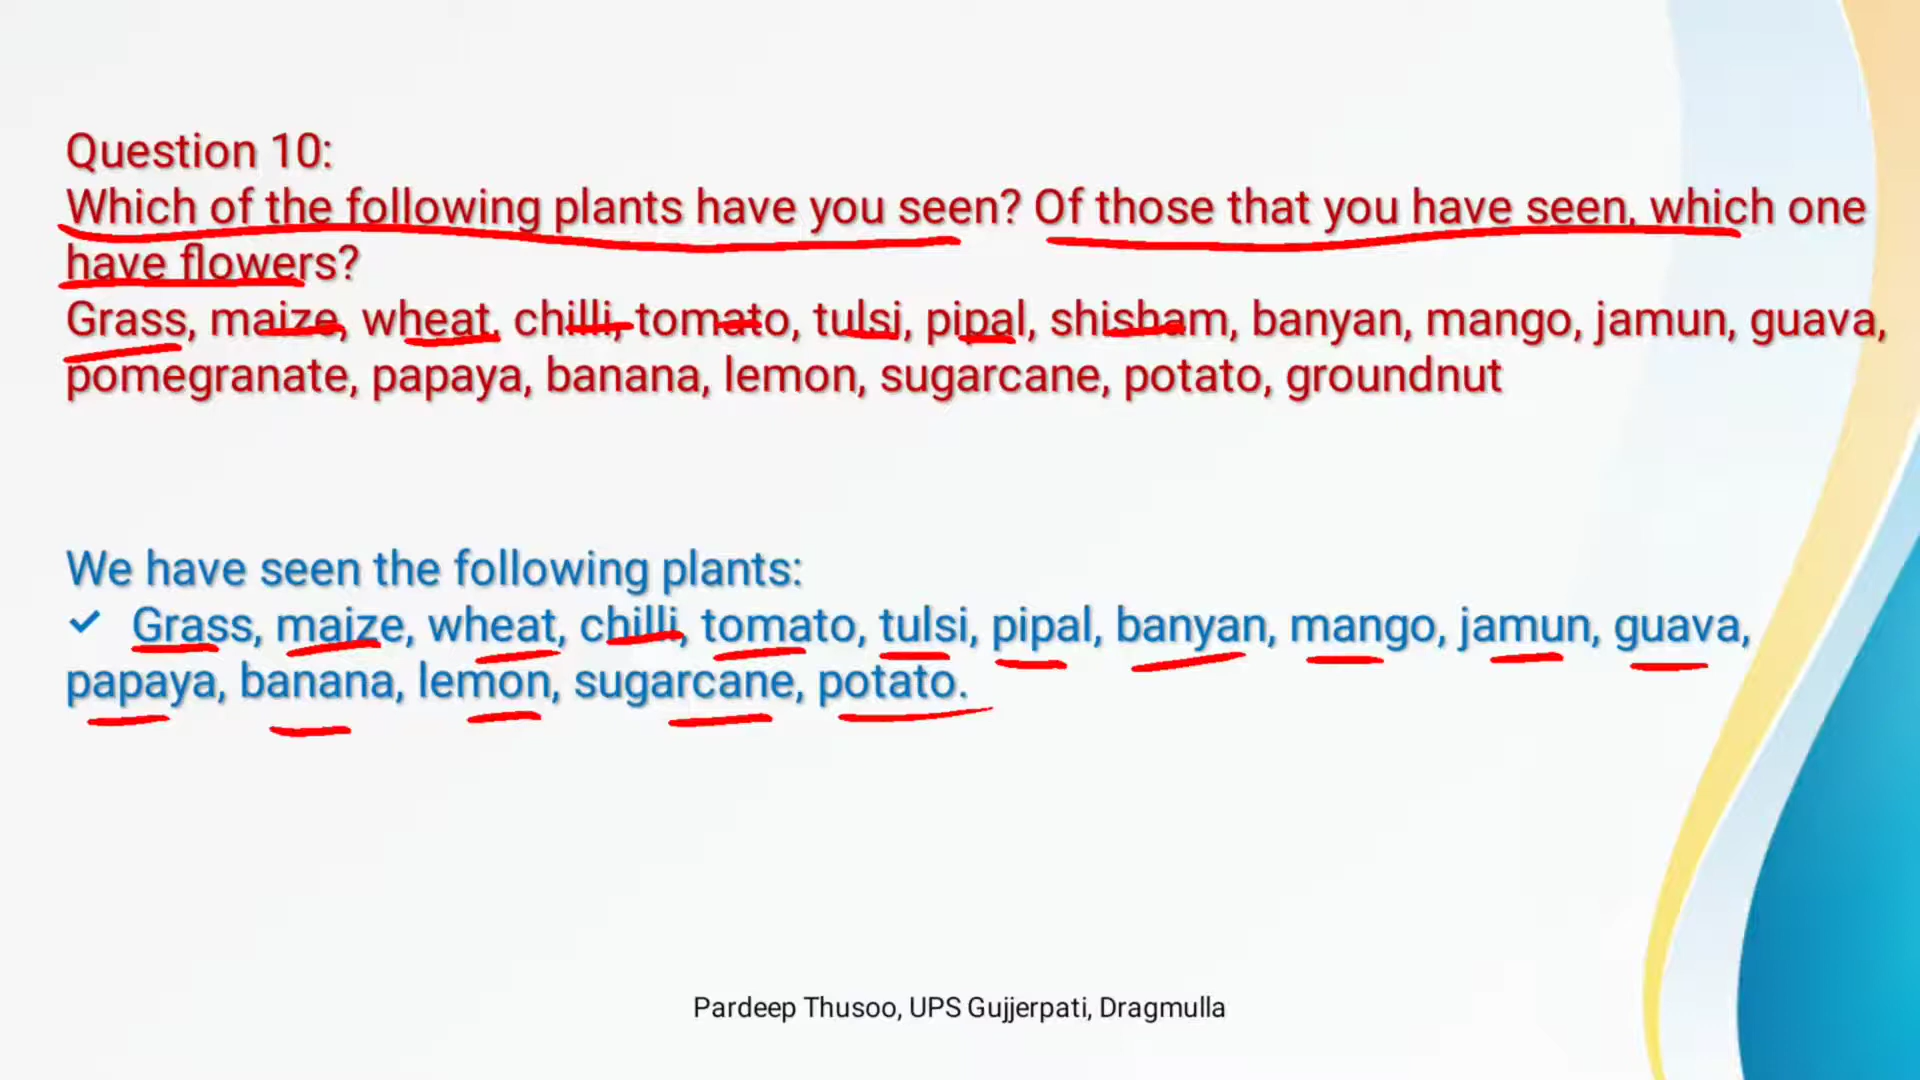 Question 10:
Which of the following plants have you seen? Of those that you have seen, which one
have flowers?
Grass, maize, wheat, chilli, tomato, tulsi, pipal, shisham, banyan, mango, jamun, guava,
pomegranate, papaya, banana, lemon, sugarcane, potato, groundnut
We have seen the following plants:
✓ Grass, maize, wheat, chilli, tomato, tulsi, pipal, banyan, mango, jamun, guava,
papaya, banana, lemon, sugarcane, potato.
Pardeep Thusoo, UPS Gujjerpati, Dragmulla